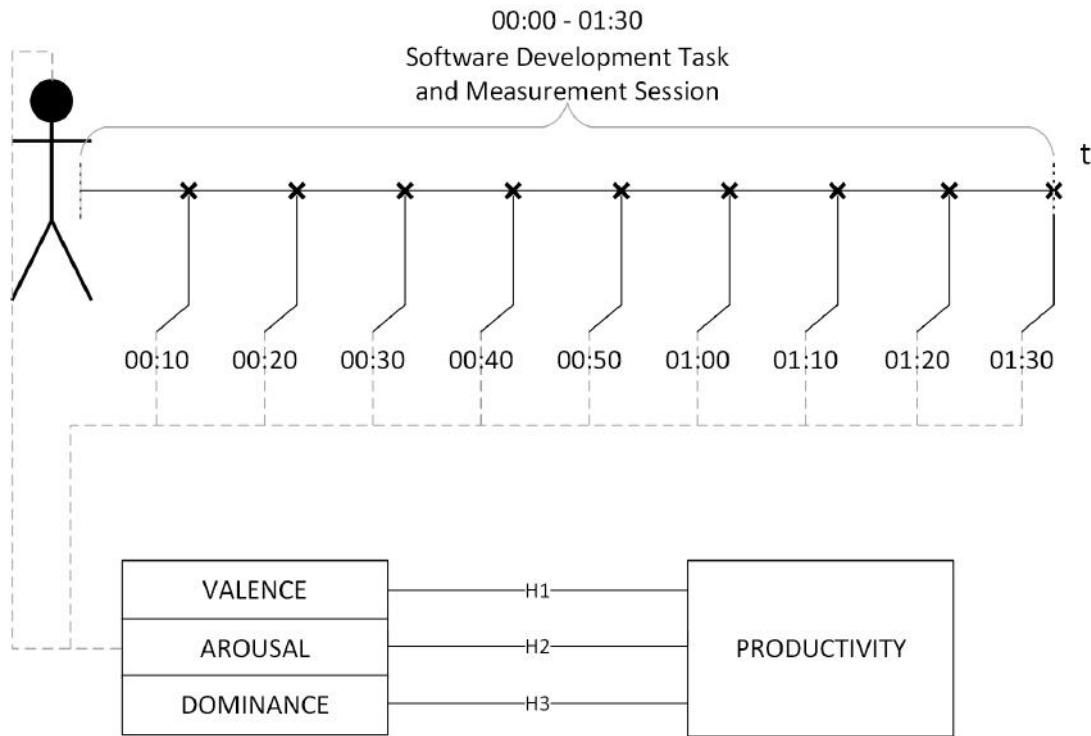 00:00 - 01:30
Software Development Task
and Measurement Session
t
00:10 00:20 00:30 00:40 00:50 01:00 01:10 01:20 01:30
VALENCE
H1
AROUSAL
H2
PRODUCTIVITY
DOMINANCE
H3